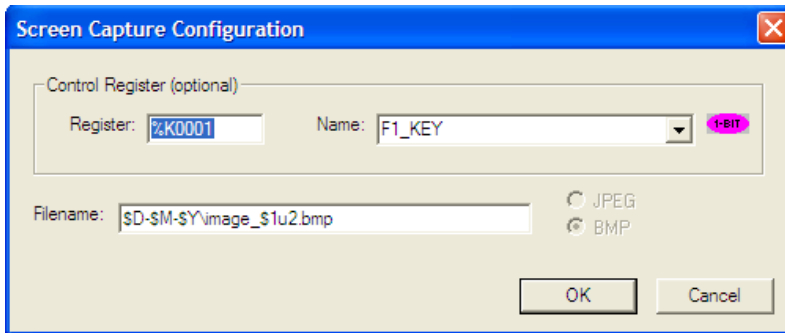 Screen Capture Configuration
Control Register (optional)
Register: %K0001 Name: F1_KEY 1-BIT
JPEG
Filename: $D-$M-$Y\image_$1u2.bmp
BMP
OK Cancel